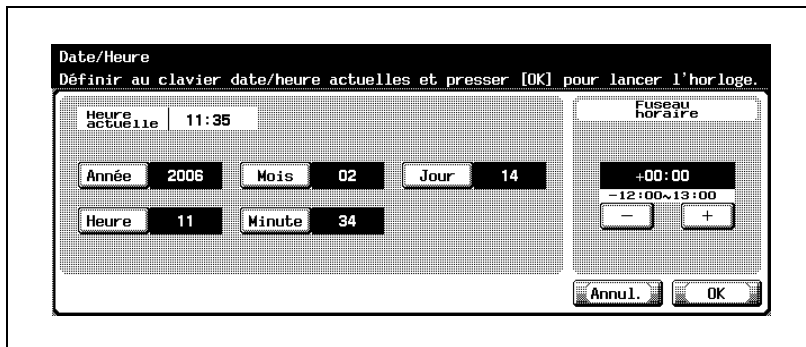 Date/Heure
Définir au clavier date/heure actuelles et presser [OK] pour lancer l'horloge.
Heure actuelle 11:35
Fuseau horaire
Année 2006 Mois 02 Jour 14
+00:00
-12:00~13:00
Heure 11 Minute 34
- +
Annul. OK